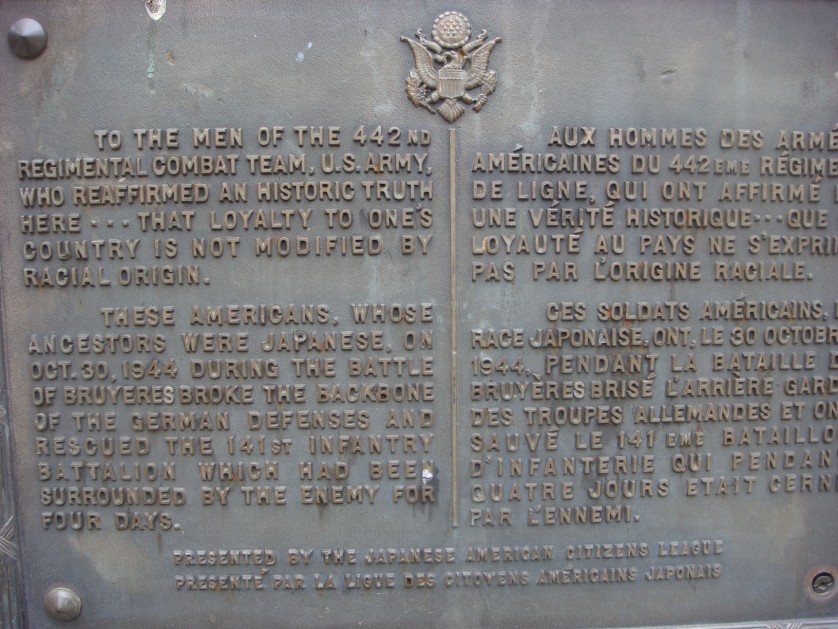 TO THE MEN OF THE 442ND
REGIMENTAL COMBAT TEAM, U.S. ARMY,
WHO REAFFIRMED AN HISTORIC TRUTH
HERE --- THAT LOYALTY TO ONE'S
COUNTRY IS NOT MODIFIED BY
RACIAL ORIGIN.
THESE AMERICANS, WHOSE
ANCESTORS WERE JAPANESE, ON
OCT. 30, 1944 DURING THE BATTLE
OF BRUYERES BROKE THE BACKBONE
OF THE GERMAN DEFENSES AND
RESCUED THE 141ST INFANTRY
BATTALION WHICH HAD BEEN
SURROUNDED BY THE ENEMY FOR
FOUR DAYS.
AUX HOMMES DES ARME
AMÉRICAINES DU 442EME RÉGIME
DE LIGNE, QUI ONT AFFIRMÉ
UNE VÉRITÉ HISTORIQUE --- QUE
LOYAUTÉ AU PAYS NE S'EXPRIN
PAS PAR L'ORIGINE RACIALE.
CES SOLDATS AMÉRICAINS,
RACE JAPONAISE, ONT, LE 30 OCTOBR
1944, PENDANT LA BATAILLE
BRUYÈRES BRISÉ L'ARRIÈRE GAR
DES TROUPES ALLEMANDES ET ON
SAUVÉ LE 141EME BATAILLO
D'INFANTERIE QUI PENDAN
QUATRE JOURS ETAIT CERN
PAR L'ENNEMI.
PRESENTED BY THE JAPANESE AMERICAN CITIZENS LEAGUE
PRESENTÉ PAR LA LIGUE DES CITOYENS AMÉRICAINS JAPONAIS